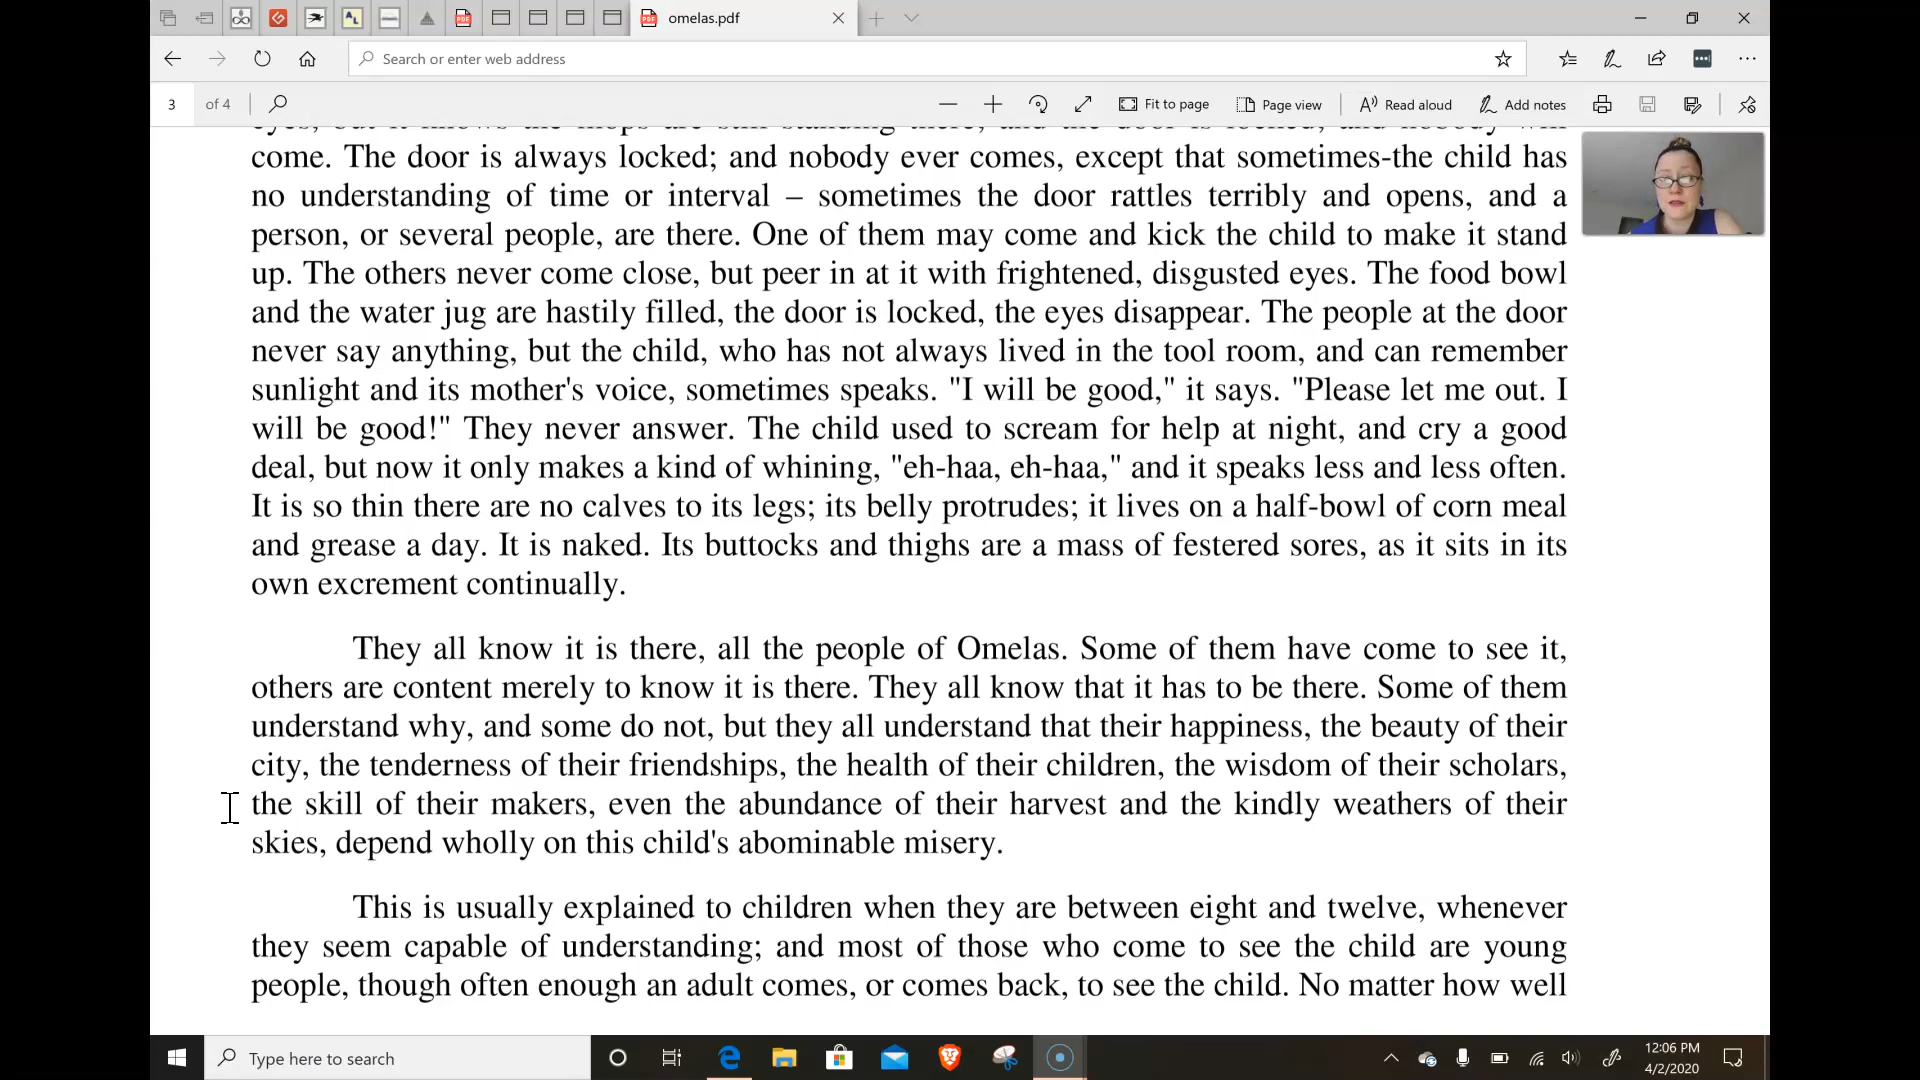 omelas.pdf
Search or enter web address
3 of 4
Fit to page
Page view
Read aloud
Add notes
eyes, but it knows the mops are still standing there; and the door is locked; and nobody will
come. The door is always locked; and nobody ever comes, except that sometimes-the child has
no understanding of time or interval – sometimes the door rattles terribly and opens, and a
person, or several people, are there. One of them may come and kick the child to make it stand
up. The others never come close, but peer in at it with frightened, disgusted eyes. The food bowl
and the water jug are hastily filled, the door is locked, the eyes disappear. The people at the door
never say anything, but the child, who has not always lived in the tool room, and can remember
sunlight and its mother's voice, sometimes speaks. "I will be good," it says. "Please let me out. I
will be good!" They never answer. The child used to scream for help at night, and cry a good
deal, but now it only makes a kind of whining, "eh-haa, eh-haa," and it speaks less and less often.
It is so thin there are no calves to its legs; its belly protrudes; it lives on a half-bowl of corn meal
and grease a day. It is naked. Its buttocks and thighs are a mass of festered sores, as it sits in its
own excrement continually.
They all know it is there, all the people of Omelas. Some of them have come to see it,
others are content merely to know it is there. They all know that it has to be there. Some of them
understand why, and some do not, but they all understand that their happiness, the beauty of their
city, the tenderness of their friendships, the health of their children, the wisdom of their scholars,
the skill of their makers, even the abundance of their harvest and the kindly weathers of their
skies, depend wholly on this child's abominable misery.
This is usually explained to children when they are between eight and twelve, whenever
they seem capable of understanding; and most of those who come to see the child are young
people, though often enough an adult comes, or comes back, to see the child. No matter how well
Type here to search
12:06 PM
4/2/2020